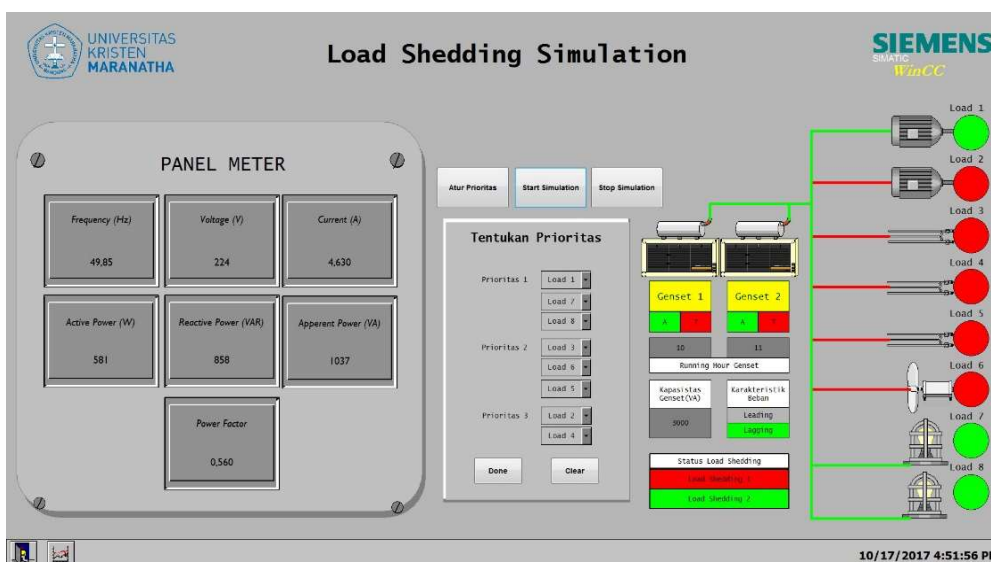 UNIVERSITAS
KRISTEN
MARANATHA
Load Shedding Simulation
SIEMENS
SIMATIC
WinCC
PANEL METER
Frequency (Hz)
49,85
Voltage (V)
224
Current (A)
4,630
Active Power (W)
581
Reactive Power (VAR)
858
Apperent Power (VA)
1037
Power Factor
0,560
Atur Prioritas
Start Simulation
Stop Simulation
Tentukan Prioritas
Prioritas 1
Load 1
Load 7
Load 8
Prioritas 2
Load 3
Load 6
Load 5
Prioritas 3
Load 2
Load 4
Done
Clear
Genset 1
Genset 2
A
A
10
11
Running Hour Genset
Kapasistas
Genset(VA)
3000
Karakteristik
Beban
Leading
Lagging
Status Load Shedding
Load Shedding 1
Load Shedding 2
Load 1
Load 2
Load 3
Load 4
Load 5
Load 6
Load 7
Load 8
10/17/2017 4:51:56 P